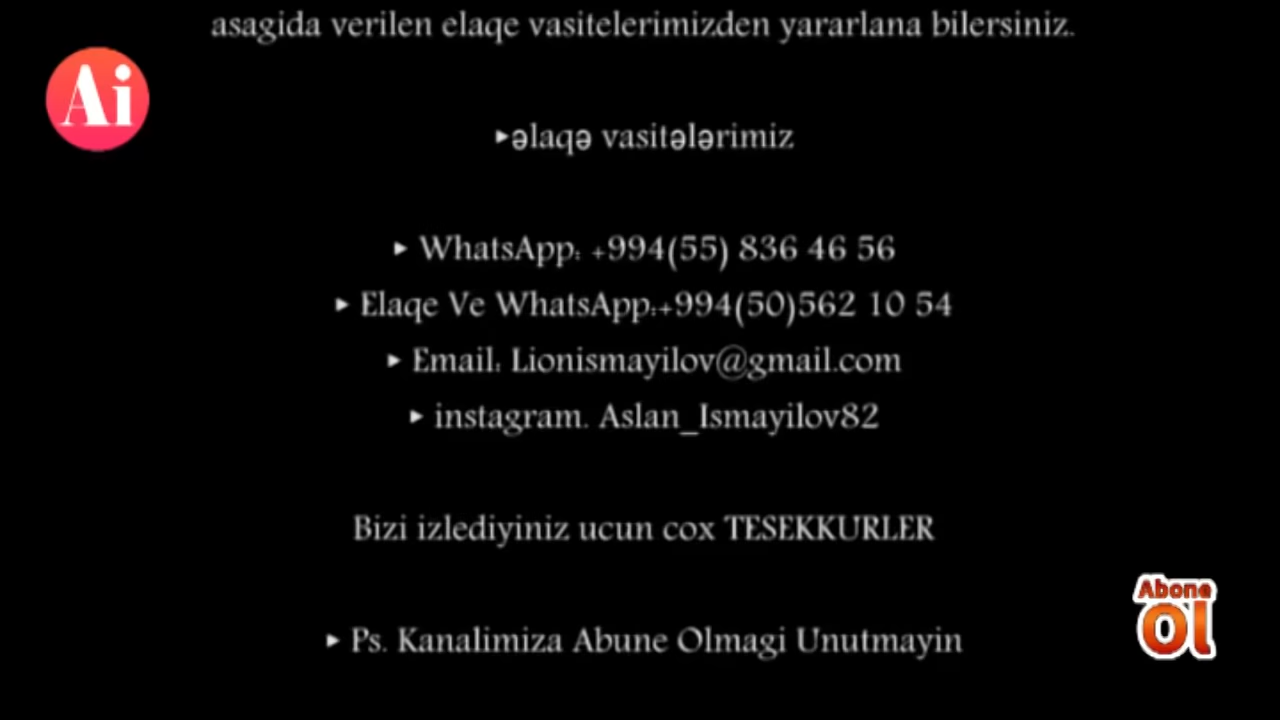 asagida verilen elaqe vasitelerimizden yararlana bilersiniz.
Ai
▸əlaqə vasitələrimiz
▸ WhatsApp: +994(55) 836 46 56
▸ Elaqe Ve WhatsApp:+994(50)562 10 54
▸ Email: Lionismayilov@gmail.com
▸ instagram. Aslan_Ismayilov82
Bizi izlediyiniz ucun cox TESEKKURLER
Abone
Ol
▸ Ps. Kanalimiza Abune Olmagi Unutmayin